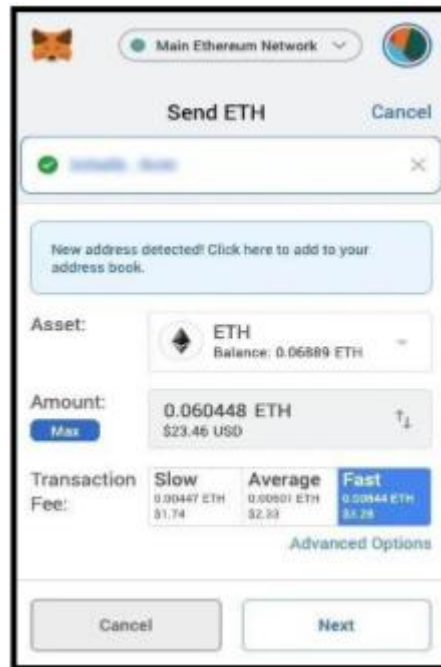 Main Ethereum Network
Send ETH
Cancel
New address detected! Click here to add to your
address book.
Asset:
ETH
Balance: 0.06889 ETH
Amount:
Max
0.060448 ETH
$23.46 USD
Transaction
Fee:
Slow
0.00447 ETH
$1.74
Average
0.00601 ETH
$2.33
Fast
0.00844 ETH
$3.28
Advanced Options
Cancel
Next